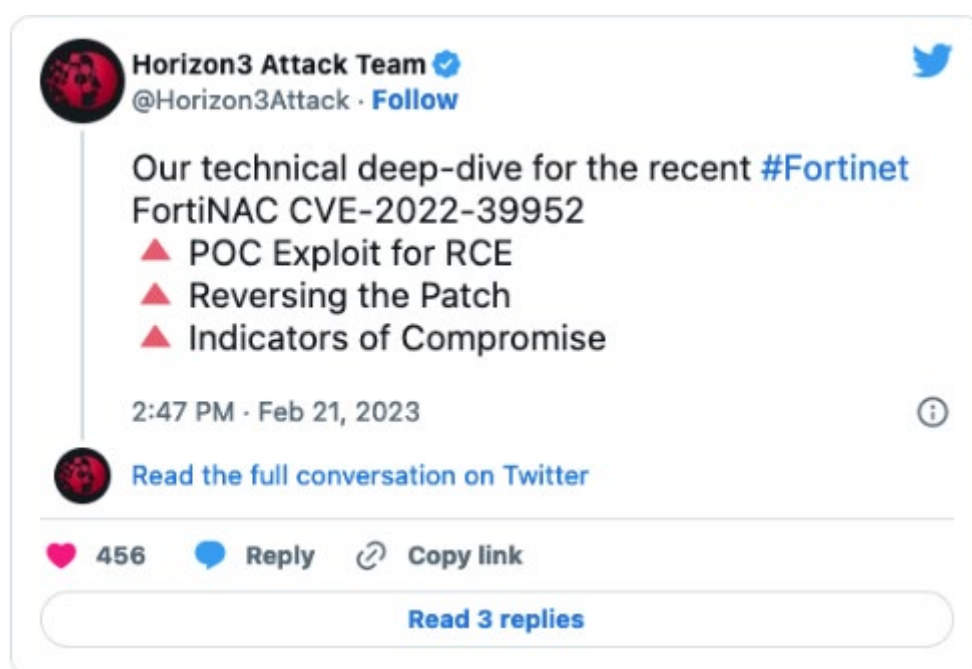 Horizon3 Attack Team
@Horizon3Attack · Follow
Our technical deep-dive for the recent #Fortinet
FortiNAC CVE-2022-39952
🔺 POC Exploit for RCE
🔺 Reversing the Patch
🔺 Indicators of Compromise
2:47 PM · Feb 21, 2023
Read the full conversation on Twitter
456 Reply Copy link
Read 3 replies